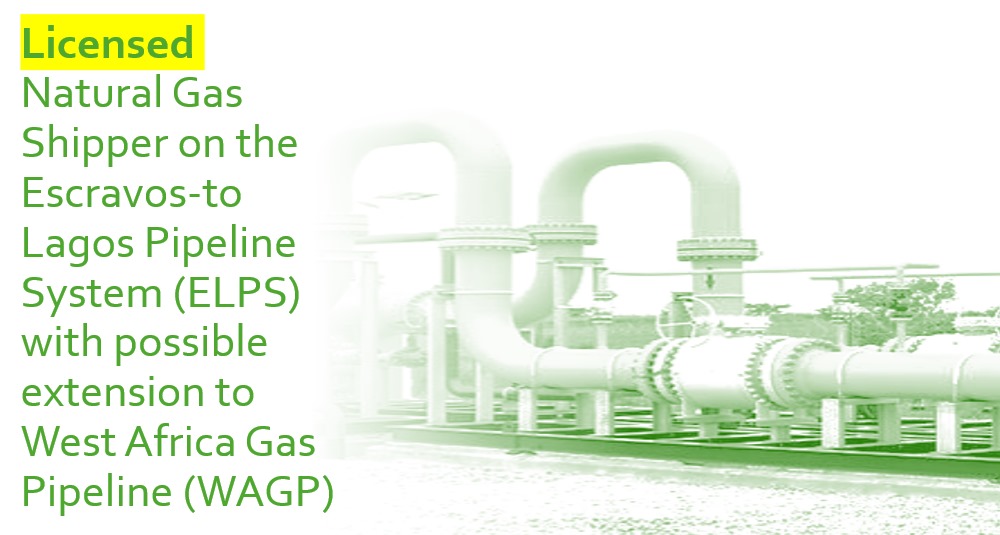 Licensed
Natural Gas
Shipper on the
Escravos-to
Lagos Pipeline
System (ELPS)
with possible
extension to
West Africa Gas
Pipeline (WAGP)